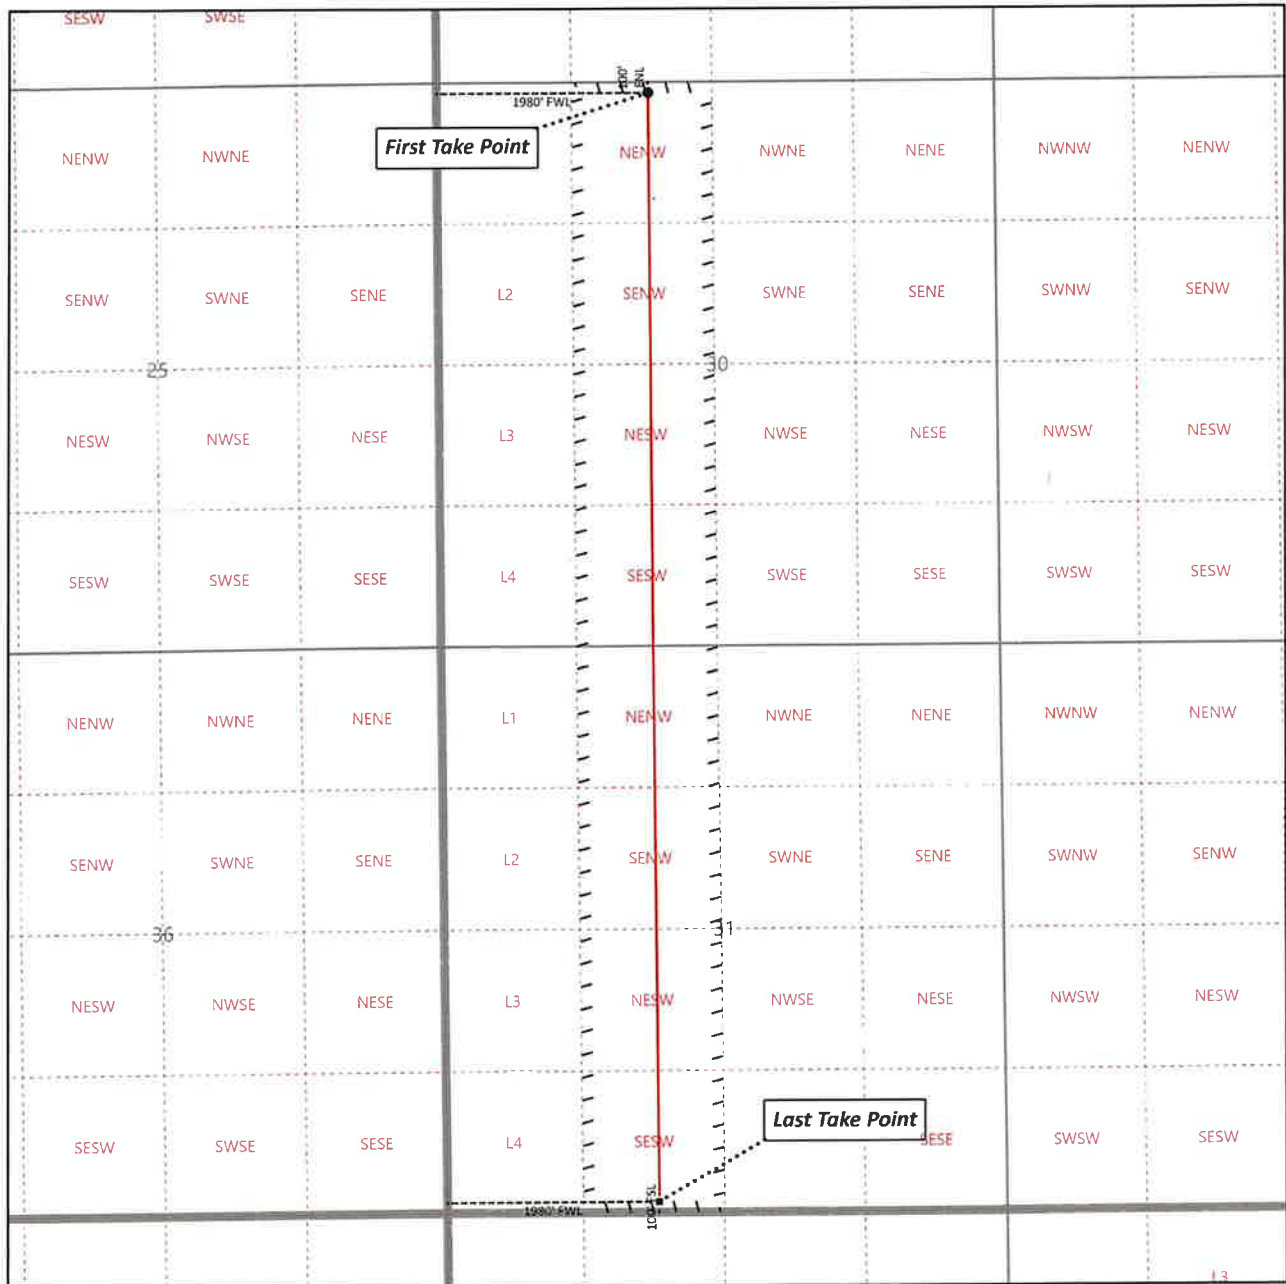 SESW SWSE
100' FNL
1980' FWL
First Take Point
NENW NWNE NENW NWNE NENE NWNW NENW
SENW SWNE SENE L2 SENW SWNE SENE SWNW SENW
25 30
NESW NWSE NESE L3 NESW NWSE NESE NWSW NESW
SESW SWSE SESE L4 SESW SWSE SESE SWSW SESW
NENW NWNE NENE L1 NENW NWNE NENE NWNW NENW
SENW SWNE SENE L2 SENW SWNE SENE SWNW SENW
36 31
NESW NWSE NESE L3 NESW NWSE NESE NWSW NESW
Last Take Point
SESW SWSE SESE L4 SESW SESE SWSW SESW
100' FSL
1980' FWL
L3